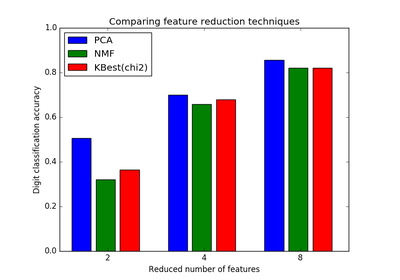 Comparing feature reduction techniques
PCA
NMF
KBest(chi2)
1.0
0.8
0.6
0.4
0.2
0.0
Digit classification accuracy
2 4 8
Reduced number of features